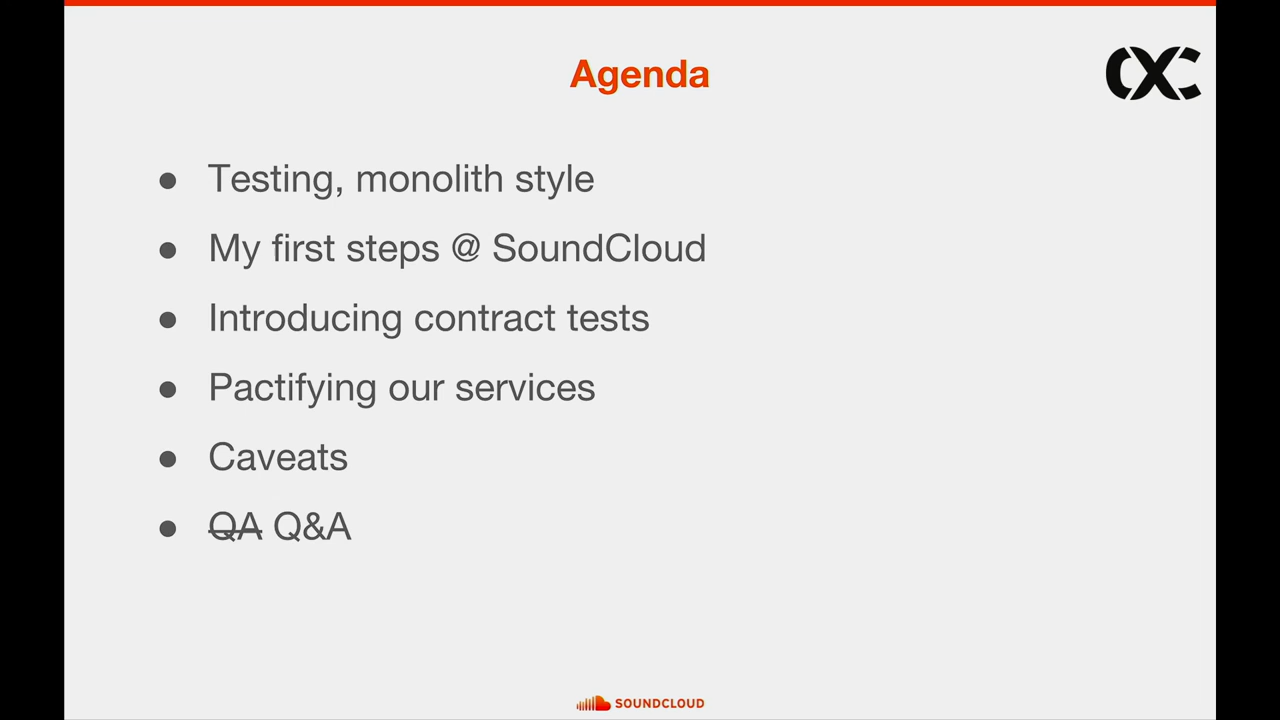 Agenda
● Testing, monolith style
● My first steps @ SoundCloud
● Introducing contract tests
● Pactifying our services
● Caveats
● QA Q&A
SOUNDCLOUD